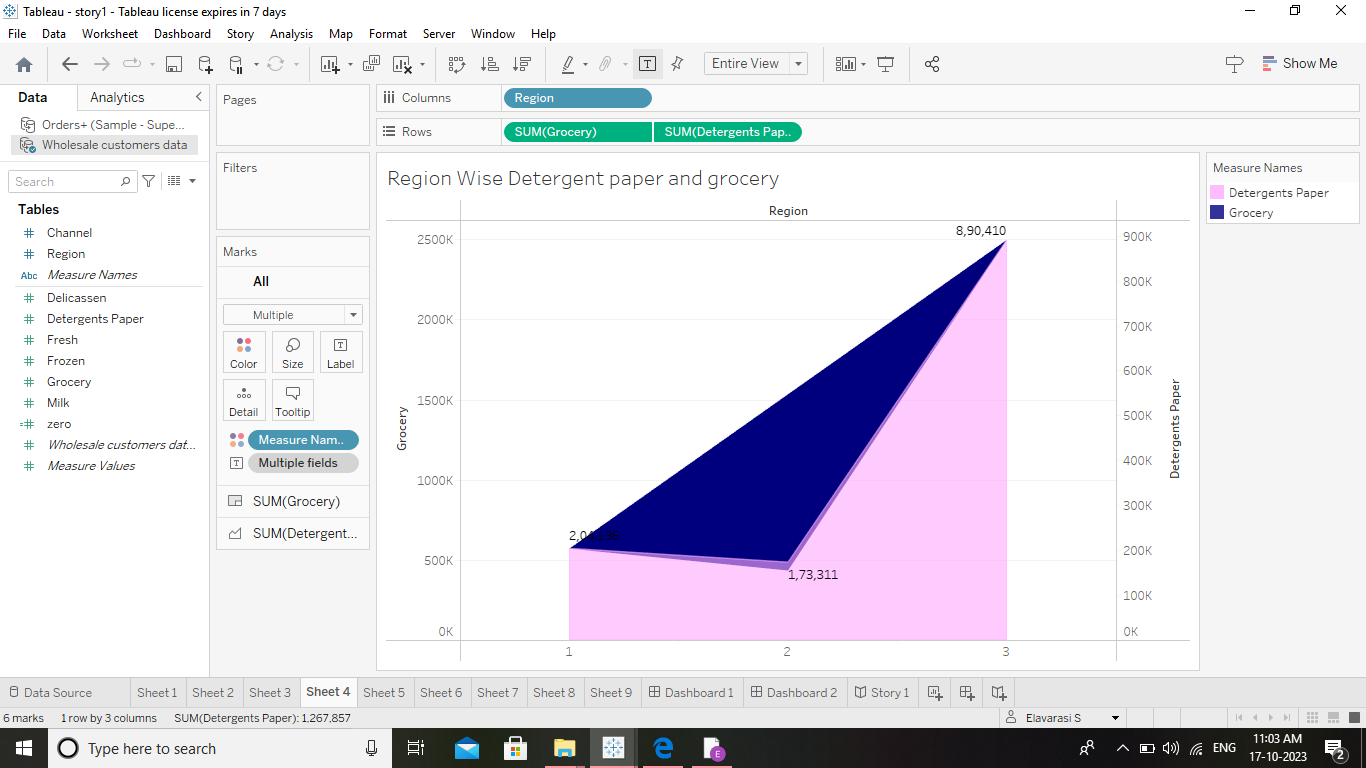 Tableau - story1 - Tableau license expires in 7 days
File Data Worksheet Dashboard Story Analysis Map Format Server Window Help
Entire View
Show Me
Data Analytics
Orders+ (Sample - Supe...
Wholesale customers data
Search
Tables
Channel
Region
Abc Measure Names
Delicassen
Detergents Paper
Fresh
Frozen
Grocery
Milk
zero
Wholesale customers dat...
Measure Values
Pages
Filters
Marks
All
Multiple
Color Size Label
Detail Tooltip
Measure Nam..
Multiple fields
SUM(Grocery)
SUM(Detergent...
Columns Region
Rows SUM(Grocery) SUM(Detergents Pap..
Region Wise Detergent paper and grocery
Region
8,90,410
2500K
2000K
1500K
1000K
500K
0K
Grocery
1,73,311
1 2 3
900K
800K
700K
600K
500K
400K
300K
200K
100K
0K
Detergents Paper
Measure Names
Detergents Paper
Grocery
Data Source Sheet 1 Sheet 2 Sheet 3 Sheet 4 Sheet 5 Sheet 6 Sheet 7 Sheet 8 Sheet 9 Dashboard 1 Dashboard 2 Story 1
6 marks 1 row by 3 columns SUM(Detergents Paper): 1,267,857
Elavarasi S
Type here to search
E
ENG
11:03 AM
17-10-2023
2